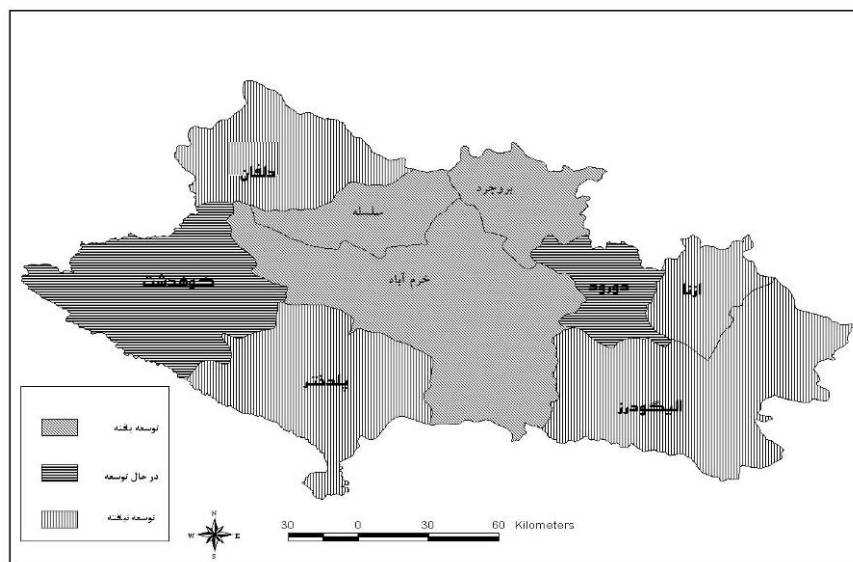 دلفان
بروجرد
سلسله
کوهدشت
خرم آباد
دورود
ازنا
پلدختر
الیگودرز
توسعه یافته
در حال توسعه
توسعه نیافته
N
W E
S
30 0 30 60 Kilometers